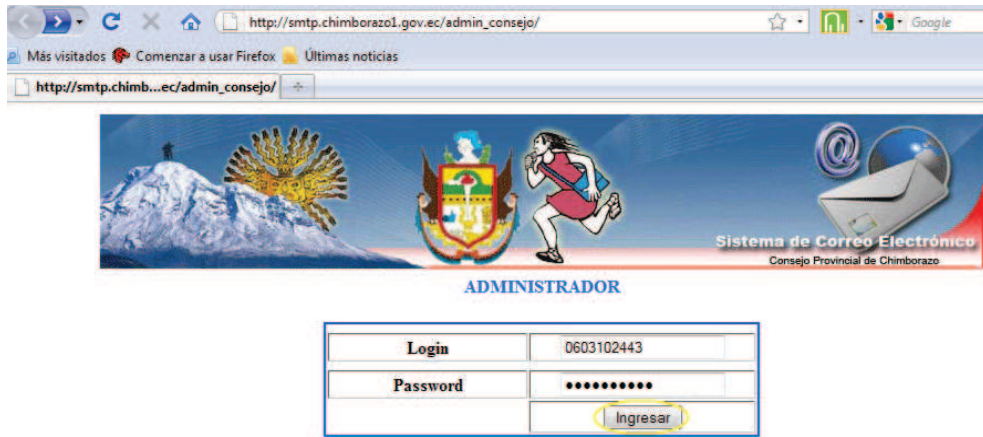 http://smtp.chimborazo1.gov.ec/admin_consejo/
Google
Más visitados Comenzar a usar Firefox Últimas noticias
http://smtp.chimb...ec/admin_consejo/
@
Sistema de Correo Electrónico
Consejo Provincial de Chimborazo
ADMINISTRADOR
Login 0603102443
Password ••••••••••
Ingresar